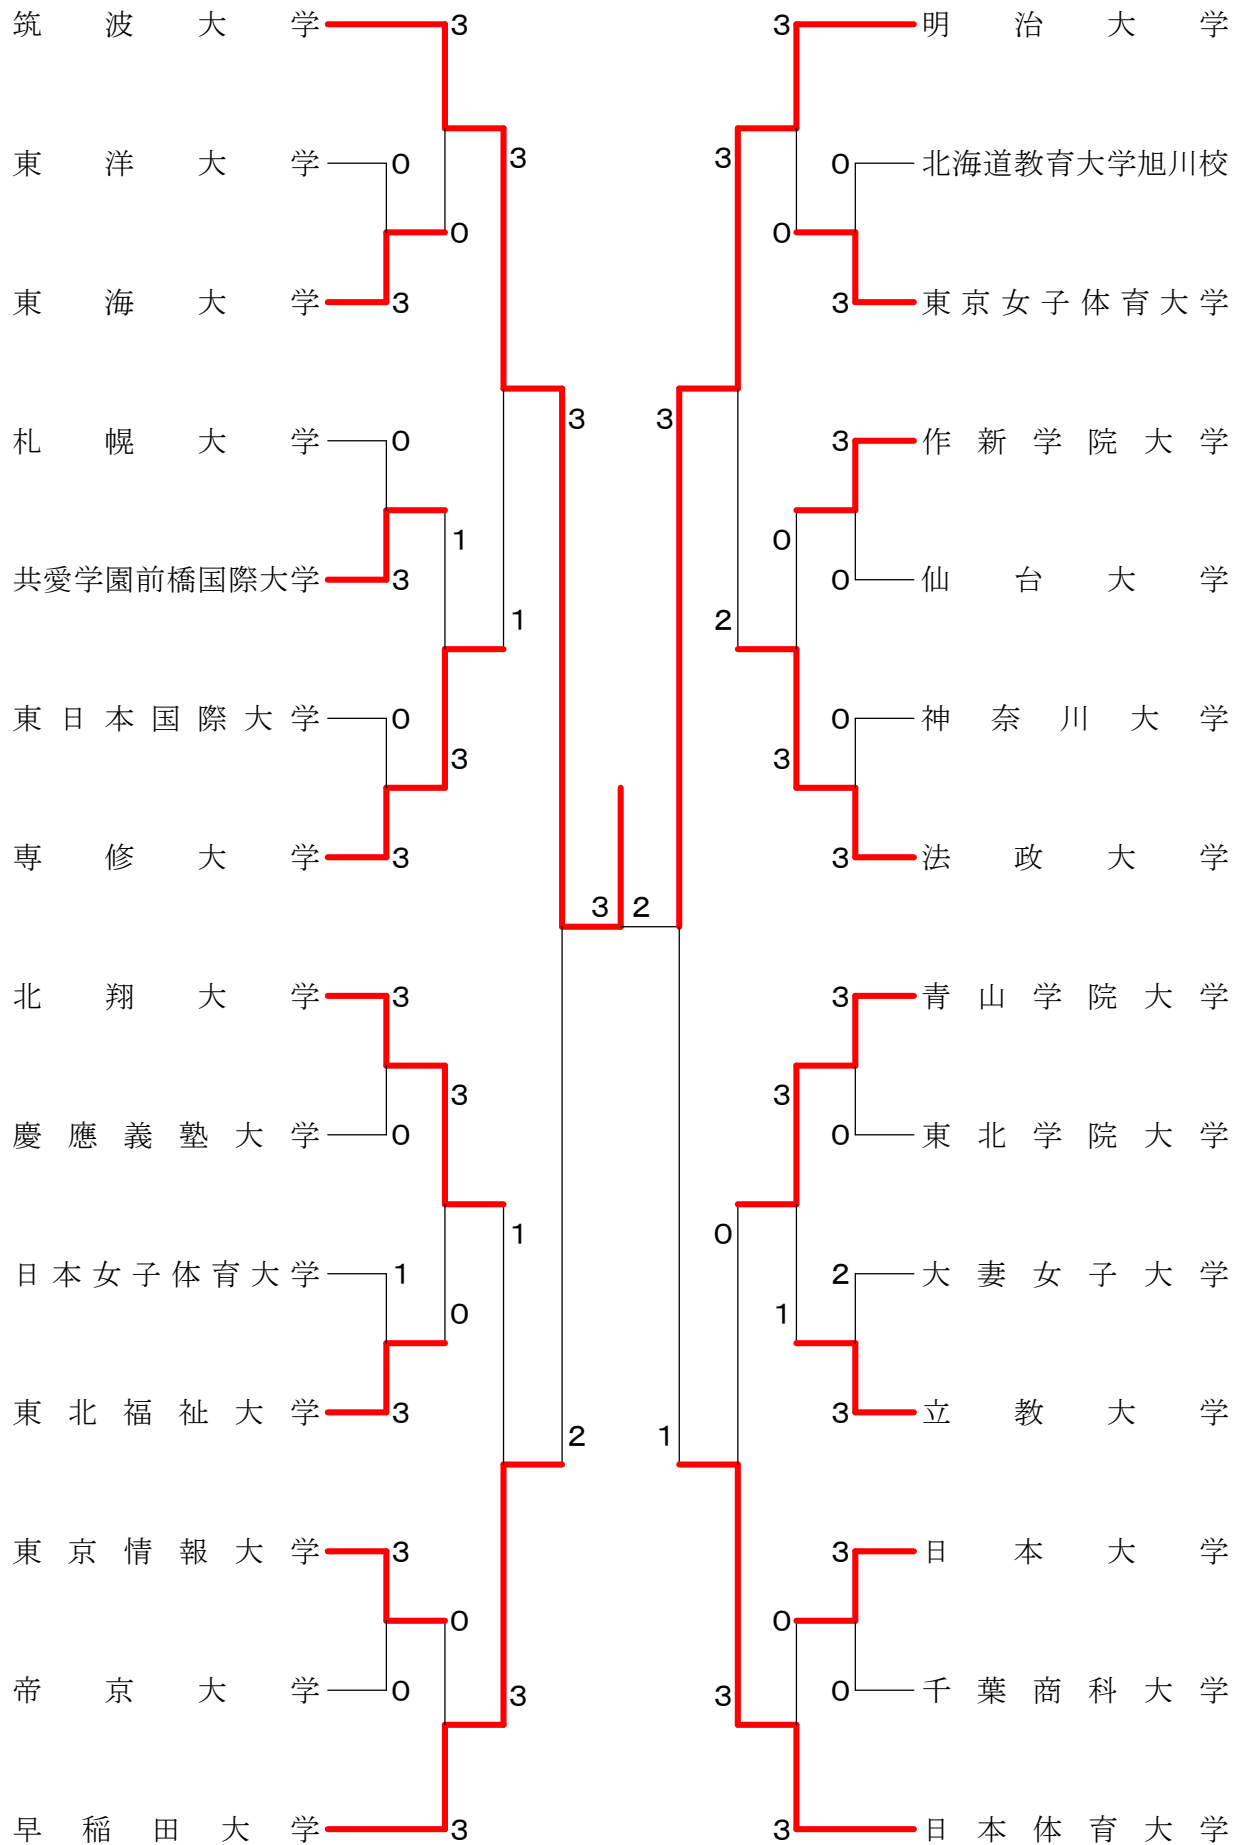 筑波大学 3 3 明治大学
東洋大学 0 3 3 0 北海道教育大学旭川校
0 0
東海大学 3 3 東京女子体育大学
3 3
札幌大学 0 3 作新学院大学
1 0
共愛学園前橋国際大学 3 0 仙台大学
1 2
東日本国際大学 0 0 神奈川大学
3 3
専修大学 3 3 法政大学
3 2
北翔大学 3 3 青山学院大学
3 3
慶應義塾大学 0 0 東北学院大学
1 0
日本女子体育大学 1 2 大妻女子大学
0 1
東北福祉大学 3 3 立教大学
2 1
東京情報大学 3 3 日本大学
0 0
帝京大学 0 3 3 0 千葉商科大学
早稲田大学 3 3 日本体育大学